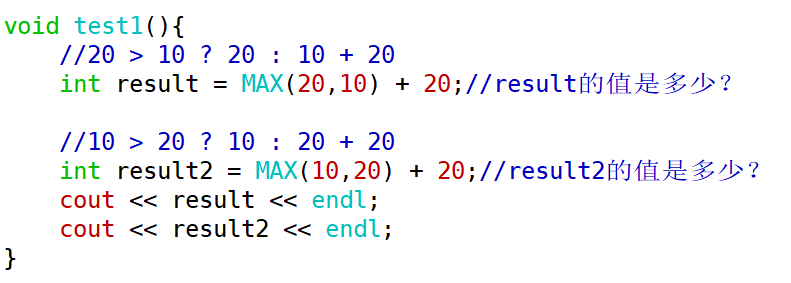 void test1(){
    //20 > 10 ? 20 : 10 + 20
    int result = MAX(20,10) + 20;//result的值是多少？

    //10 > 20 ? 10 : 20 + 20
    int result2 = MAX(10,20) + 20;//result2的值是多少？
    cout << result << endl;
    cout << result2 << endl;
}